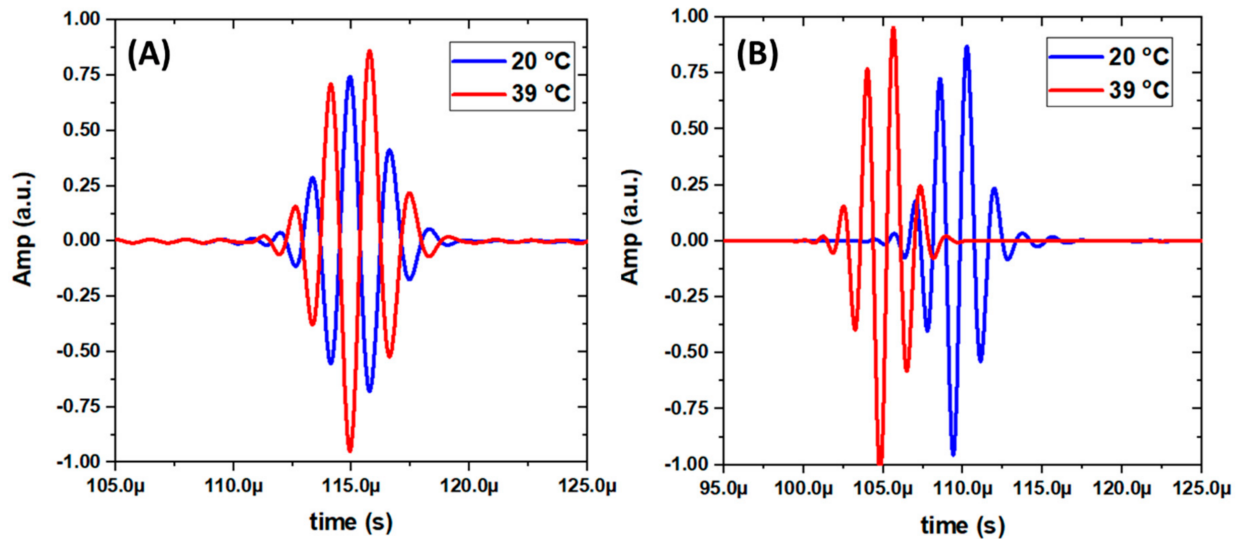 (A)
20 °C
39 °C
Amp (a.u.)
1.00
0.75
0.50
0.25
0.00
-0.25
-0.50
-0.75
-1.00
105.0µ 110.0µ 115.0µ 120.0µ 125.0µ
time (s)
(B)
20 °C
39 °C
Amp (a.u.)
1.00
0.75
0.50
0.25
0.00
-0.25
-0.50
-0.75
-1.00
95.0µ 100.0µ 105.0µ 110.0µ 115.0µ 120.0µ 125.0µ
time (s)